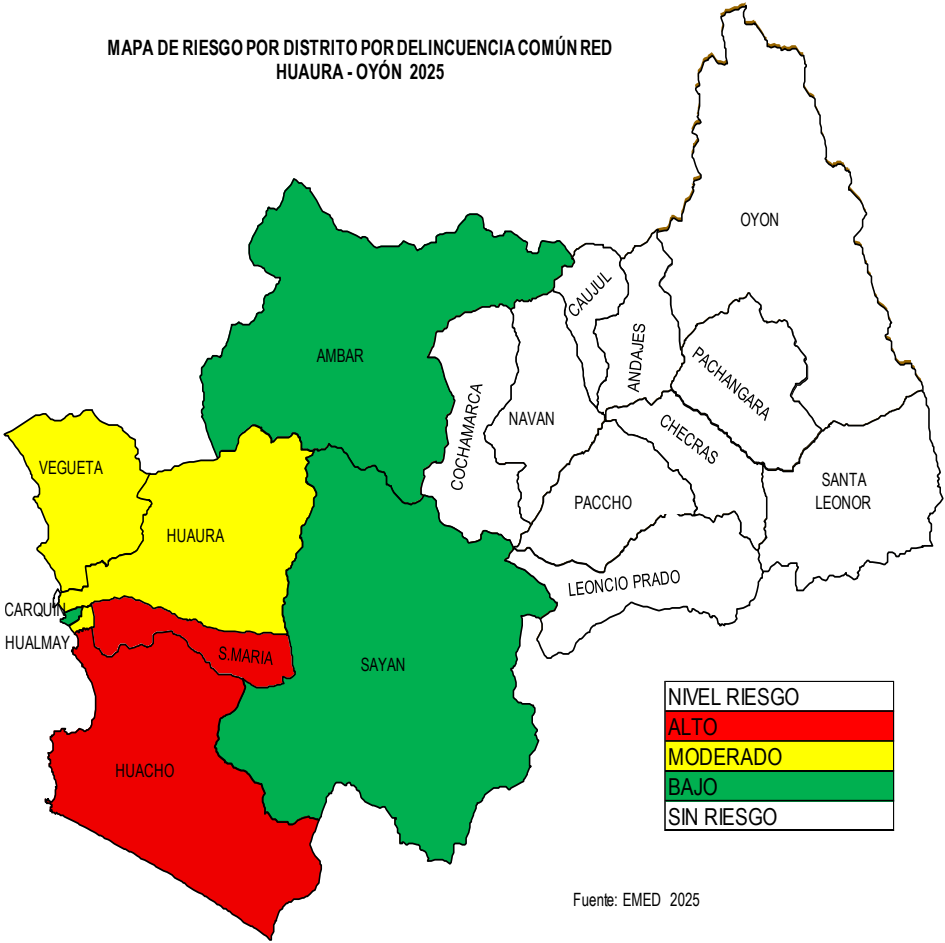 MAPA DE RIESGO POR DISTRITO POR DELINCUENCIA COMÚN RED
HUAURA - OYÓN 2025
OYON
CAUJUL
ANDAJES
AMBAR
PACHANGARA
COCHAMARCA
NAVAN
CHECRAS
VEGUETA
SANTA
LEONOR
PACCHO
HUAURA
LEONCIO PRADO
CARQUIN
HUALMAY
S.MARIA
SAYAN
HUACHO
NIVEL RIESGO
ALTO
MODERADO
BAJO
SIN RIESGO
Fuente: EMED 2025